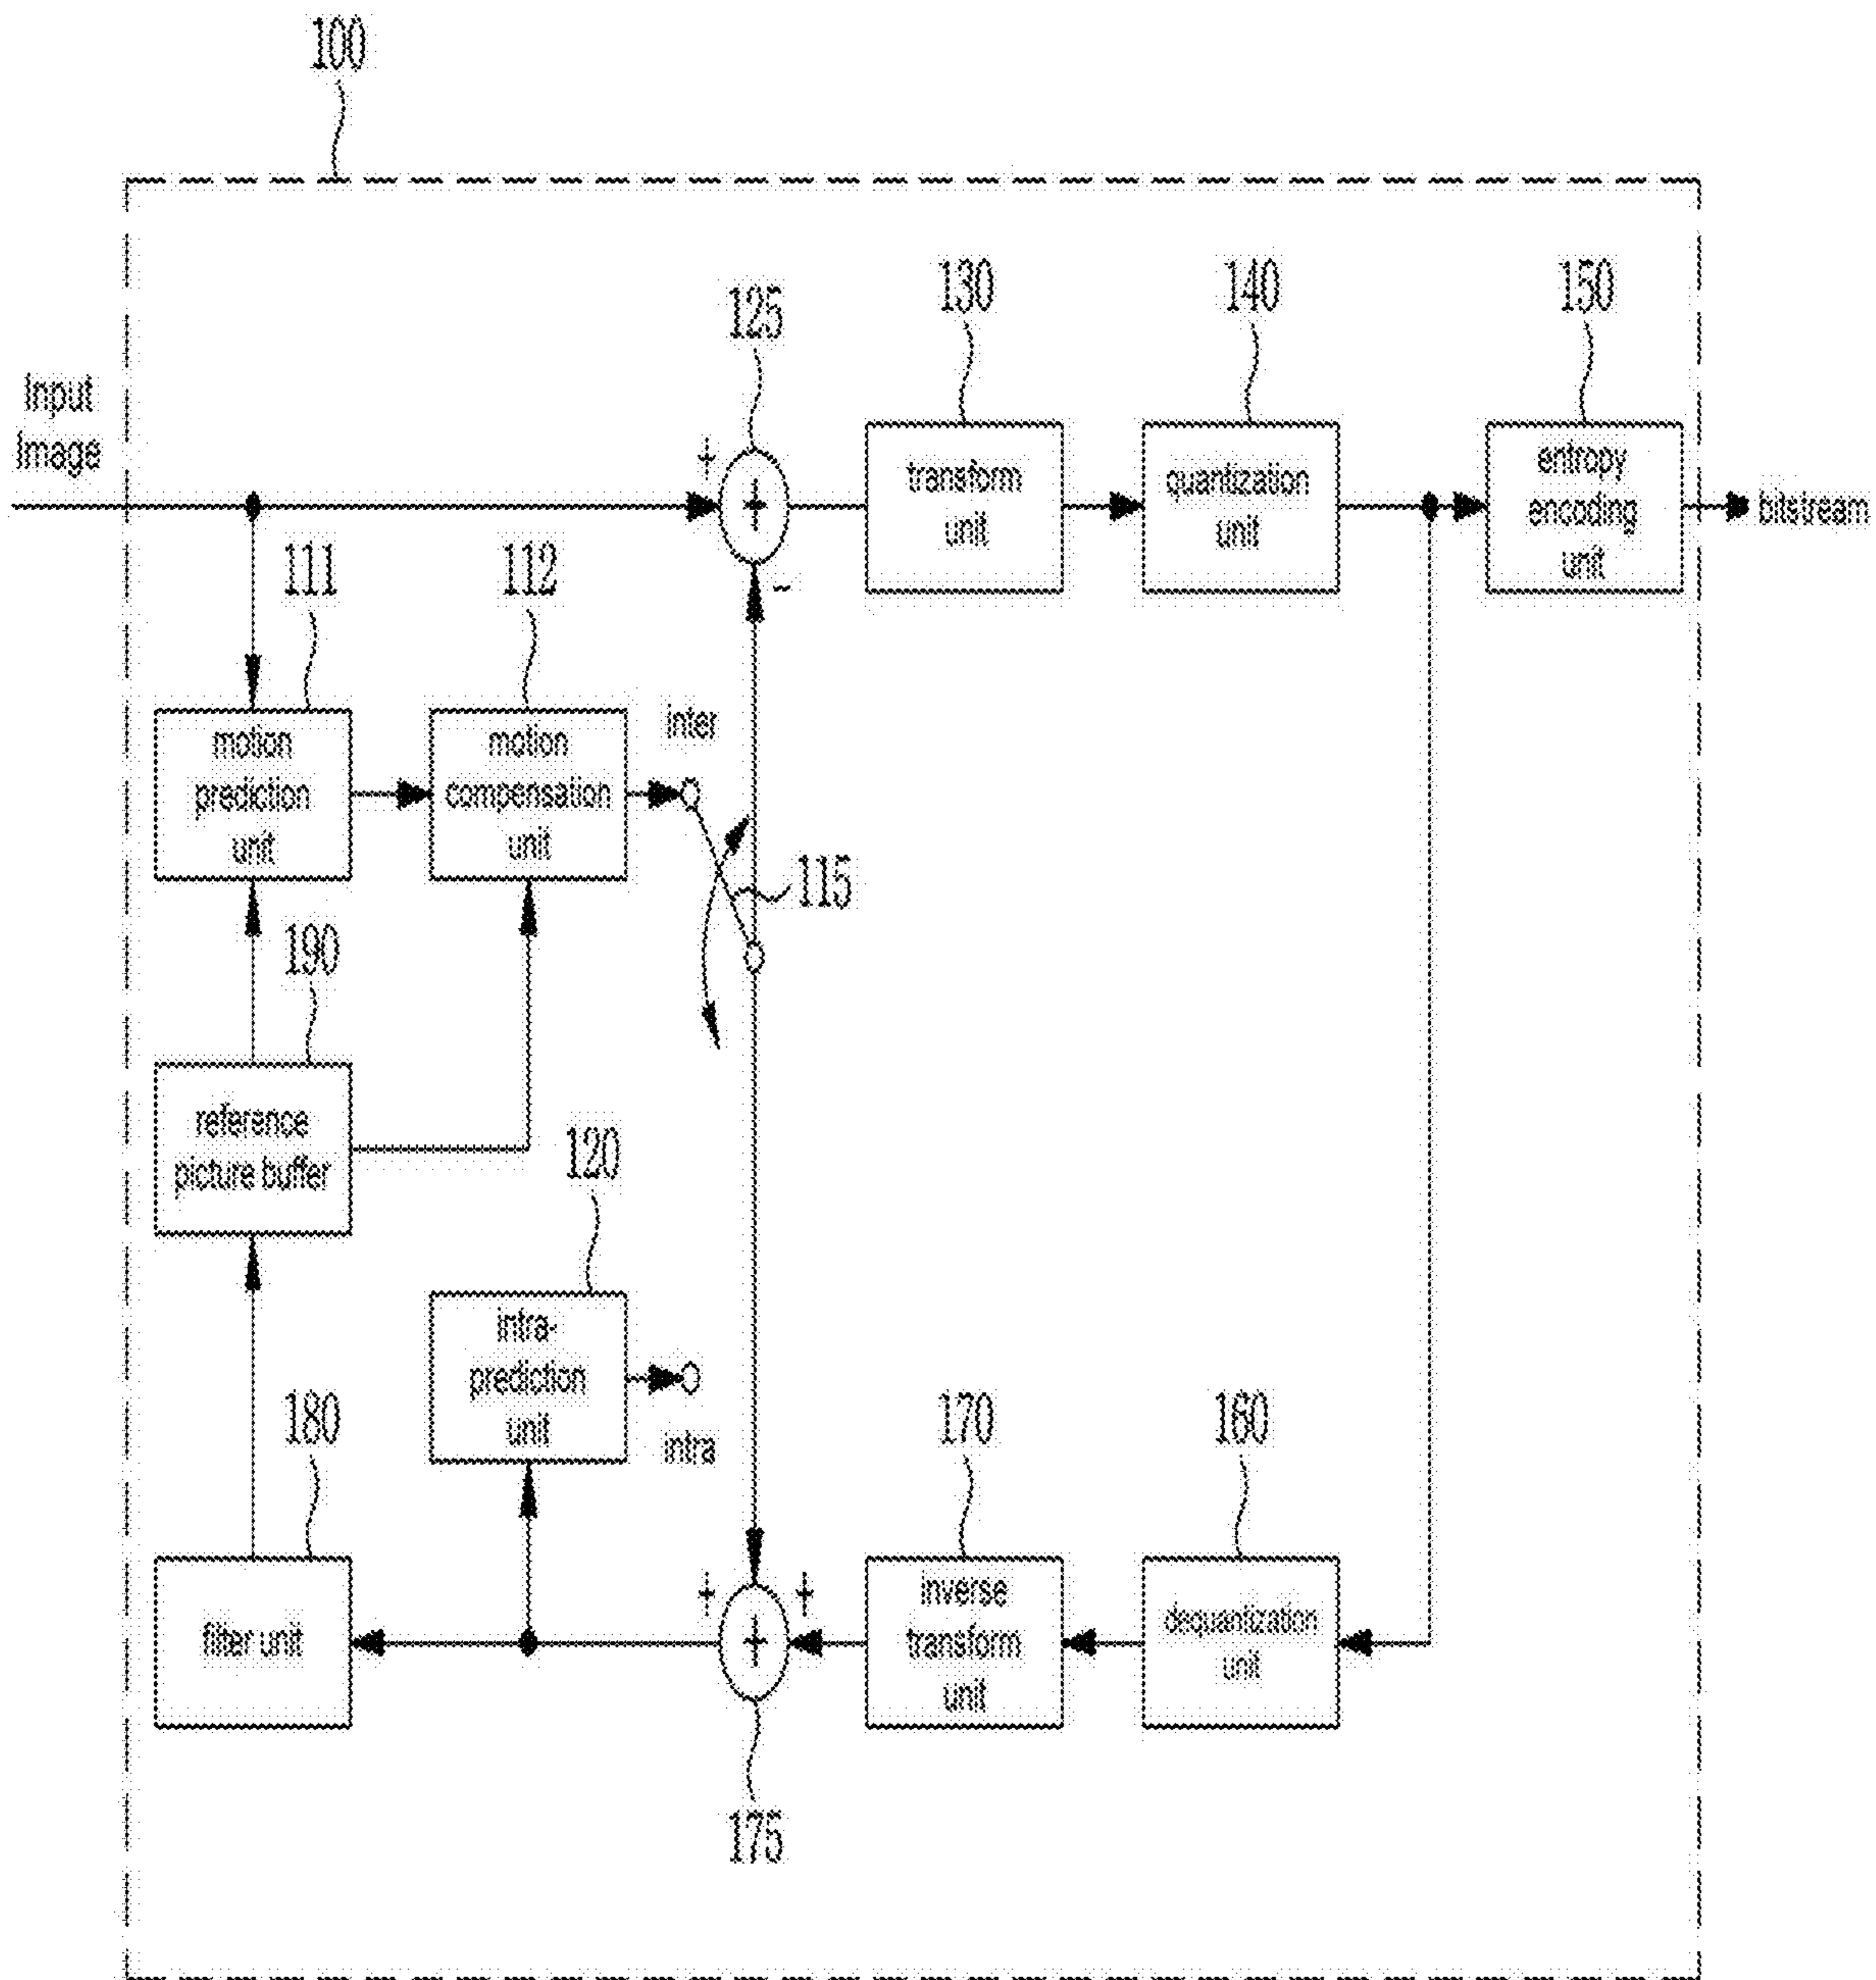 100
125
130
140
150
Input
Image
+
+
-
transform
unit
quantization
unit
entropy
encoding
unit
bitstream
111
112
motion
prediction
unit
motion
compensation
unit
inter
115
190
reference
picture buffer
120
intra-
prediction
unit
intra
180
170
160
filter unit
+
+
+
inverse
transform
unit
dequantization
unit
175